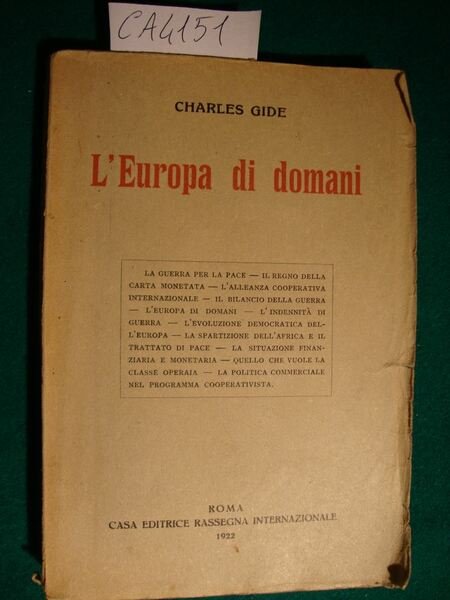 CA4151
CHARLES GIDE
L'Europa di domani
LA GUERRA PER LA PACE — IL REGNO DELLA
CARTA MONETATA — L'ALLEANZA COOPERATIVA
INTERNAZIONALE — IL BILANCIO DELLA GUERRA
— L'EUROPA DI DOMANI — L'INDENNITÀ DI
GUERRA — L'EVOLUZIONE DEMOCRATICA DEL-
L'EUROPA — LA SPARTIZIONE DELL'AFRICA E IL
TRATTATO DI PACE — LA SITUAZIONE FINAN-
ZIARIA E MONETARIA — QUELLO CHE VUOLE LA
CLASSE OPERAIA — LA POLITICA COMMERCIALE
NEL PROGRAMMA COOPERATIVISTA.
ROMA
CASA EDITRICE RASSEGNA INTERNAZIONALE
1922